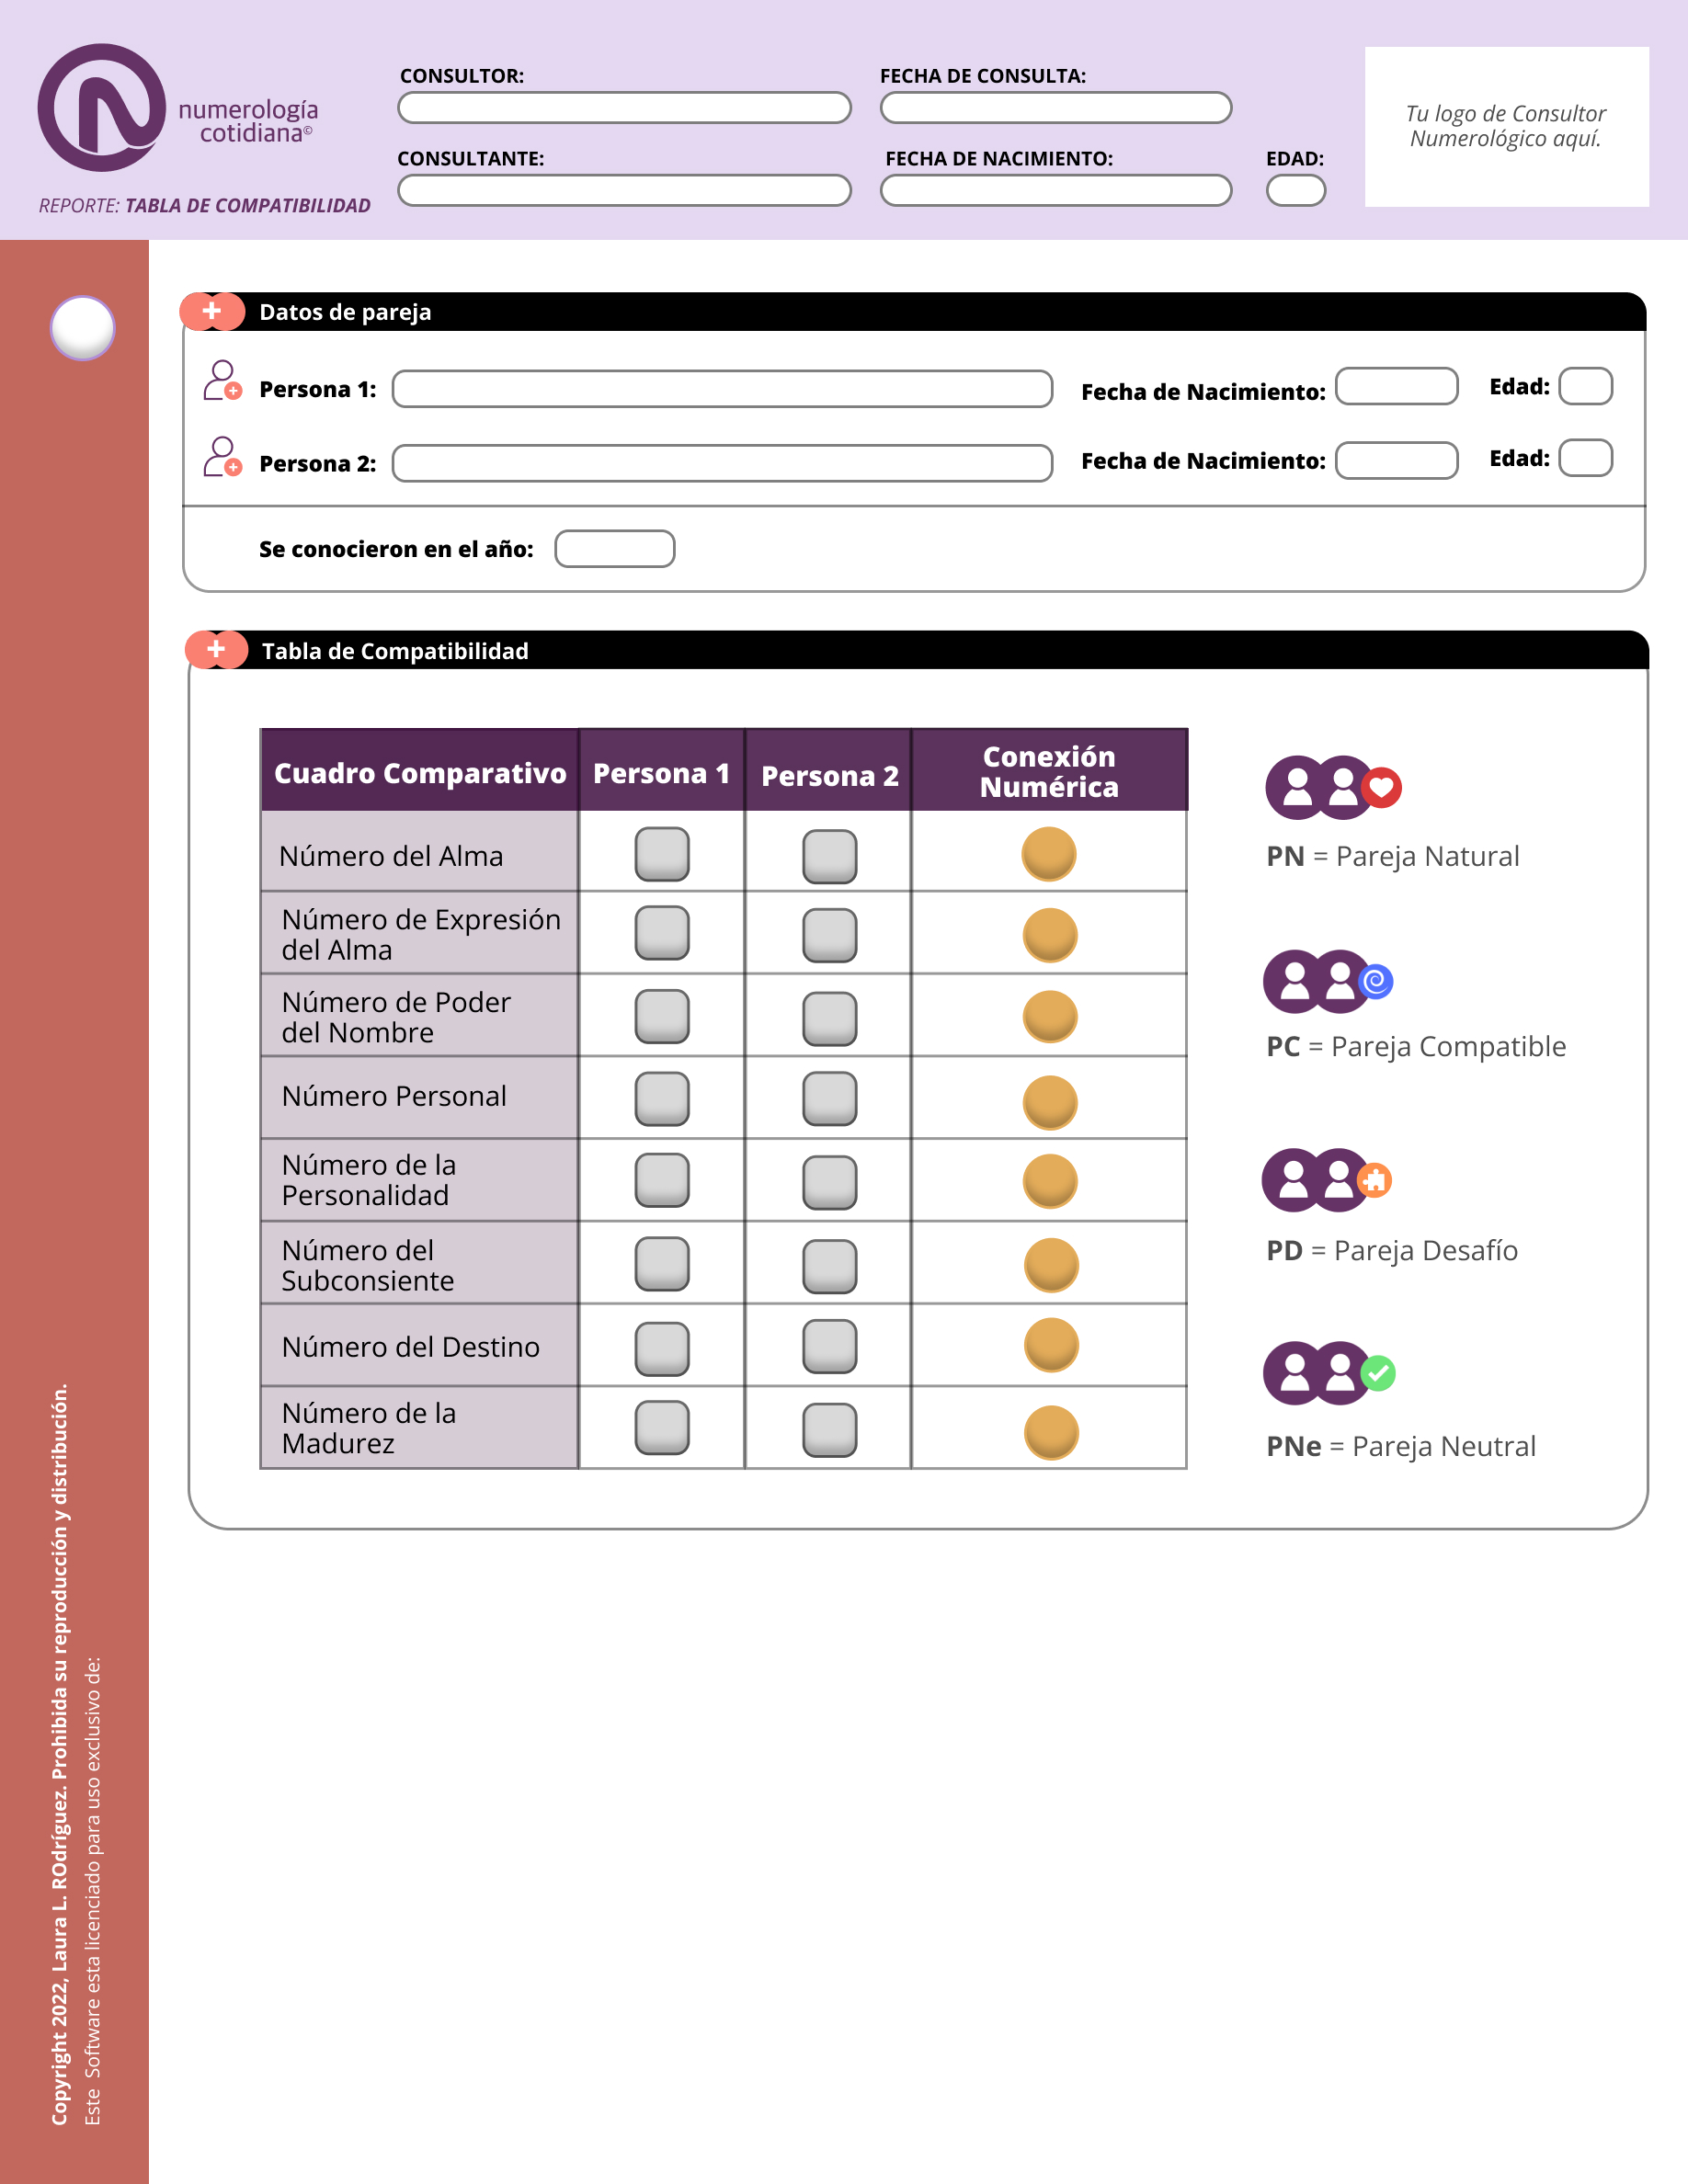 numerología
cotidiana©
REPORTE: TABLA DE COMPATIBILIDAD
CONSULTOR:
FECHA DE CONSULTA:
CONSULTANTE:
FECHA DE NACIMIENTO:
EDAD:
Tu logo de Consultor
Numerológico aquí.
Datos de pareja
Persona 1:
Fecha de Nacimiento:
Edad:
Persona 2:
Fecha de Nacimiento:
Edad:
Se conocieron en el año:
Tabla de Compatibilidad
Cuadro Comparativo
Persona 1
Persona 2
Conexión
Numérica
Número del Alma
Número de Expresión
del Alma
Número de Poder
del Nombre
Número Personal
Número de la
Personalidad
Número del
Subconsiente
Número del Destino
Número de la
Madurez
PN = Pareja Natural
PC = Pareja Compatible
PD = Pareja Desafío
PNe = Pareja Neutral
Copyright 2022, Laura L. ROdríguez. Prohibida su reproducción y distribución.
Este  Software esta licenciado para uso exclusivo de: